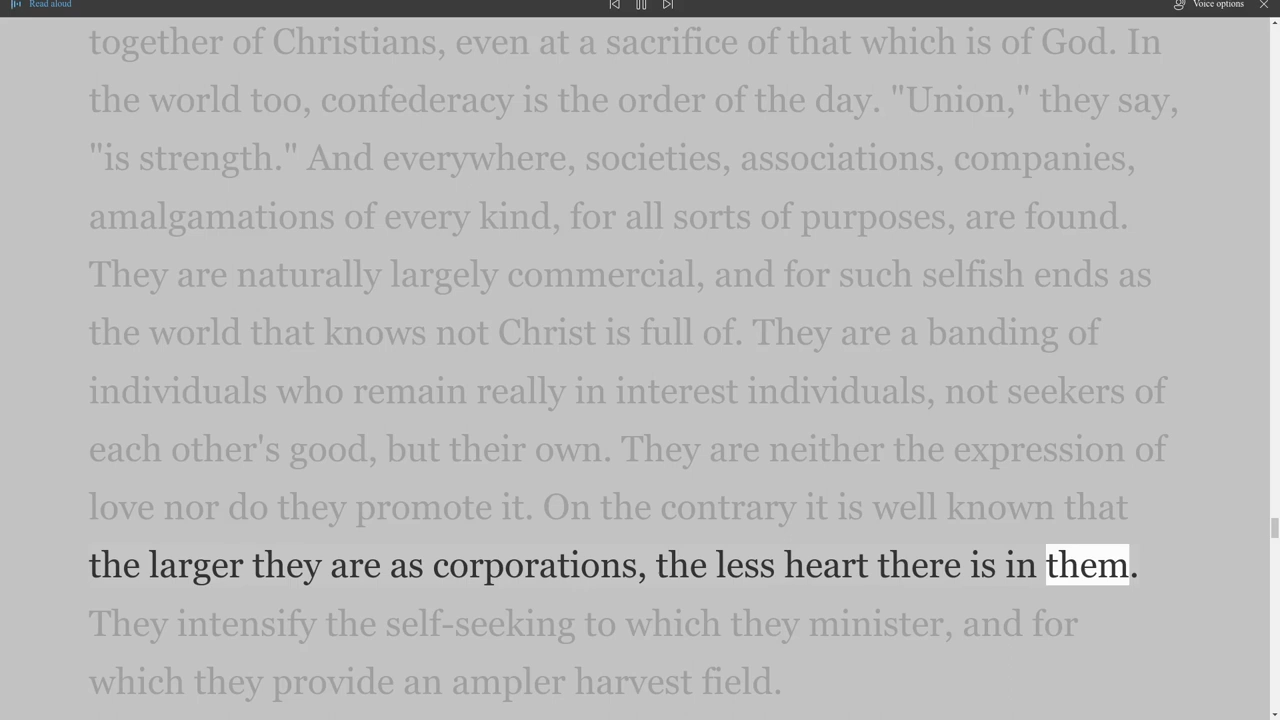 Read aloud
Voice options
together of Christians, even at a sacrifice of that which is of God. In
the world too, confederacy is the order of the day. "Union," they say,
"is strength." And everywhere, societies, associations, companies,
amalgamations of every kind, for all sorts of purposes, are found.
They are naturally largely commercial, and for such selfish ends as
the world that knows not Christ is full of. They are a banding of
individuals who remain really in interest individuals, not seekers of
each other's good, but their own. They are neither the expression of
love nor do they promote it. On the contrary it is well known that
the larger they are as corporations, the less heart there is in them.
They intensify the self-seeking to which they minister, and for
which they provide an ampler harvest field.